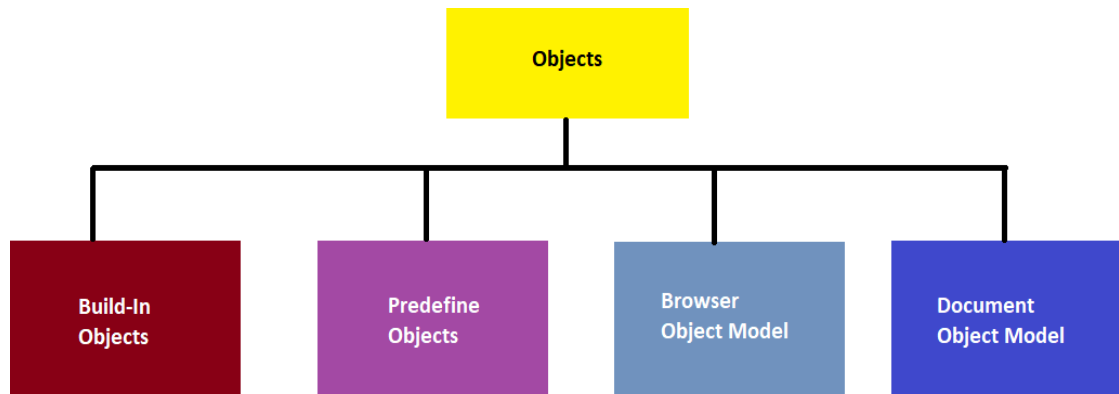 Objects
Build-In
Objects
Predefine
Objects
Browser
Object Model
Document
Object Model